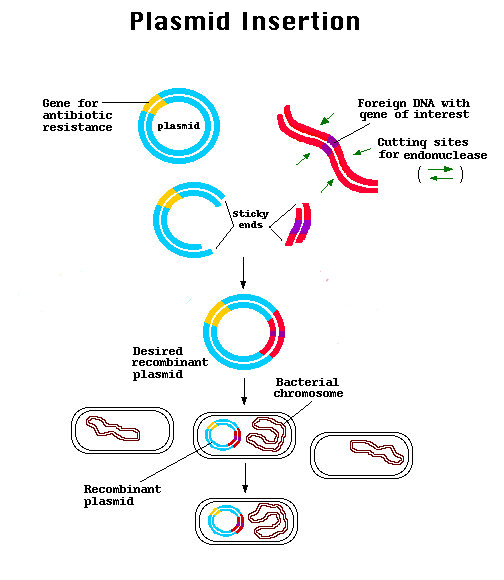 Plasmid Insertion
Gene for
antibiotic
resistance
plasmid
Foreign DNA with
gene of interest
Cutting sites
for endonuclease
( )
sticky
ends
Desired
recombinant
plasmid
Bacterial
chromosome
Recombinant
plasmid